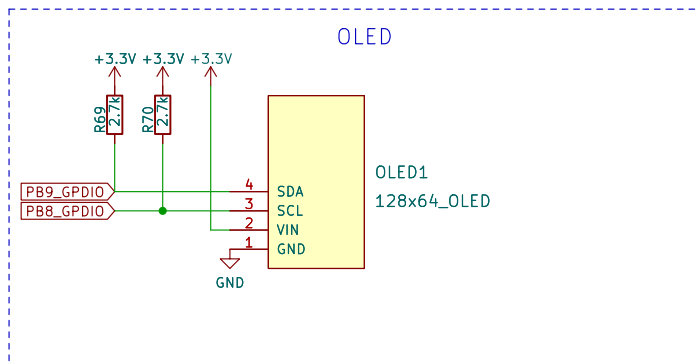 OLED
+3.3V +3.3V +3.3V
R69 2.7k R70 2.7k
OLED1
128x64_OLED
PB9_GPDIO 4 SDA
PB8_GPDIO 3 SCL
2 VIN
1 GND
GND